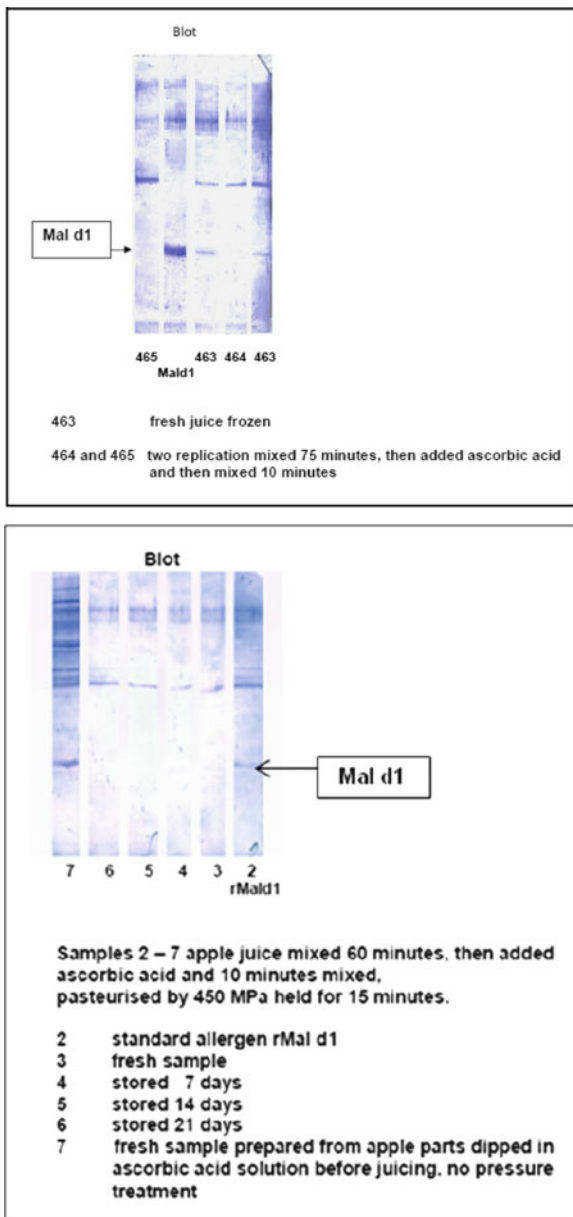 Blot
Mal d1
465 463 464 463
Mald1
463 fresh juice frozen
464 and 465 two replication mixed 75 minutes, then added ascorbic acid
and then mixed 10 minutes
Blot
Mal d1
7 6 5 4 3 2
rMald1
Samples 2 – 7 apple juice mixed 60 minutes, then added
ascorbic acid and 10 minutes mixed,
pasteurised by 450 MPa held for 15 minutes.
2 standard allergen rMal d1
3 fresh sample
4 stored 7 days
5 stored 14 days
6 stored 21 days
7 fresh sample prepared from apple parts dipped in
ascorbic acid solution before juicing, no pressure
treatment